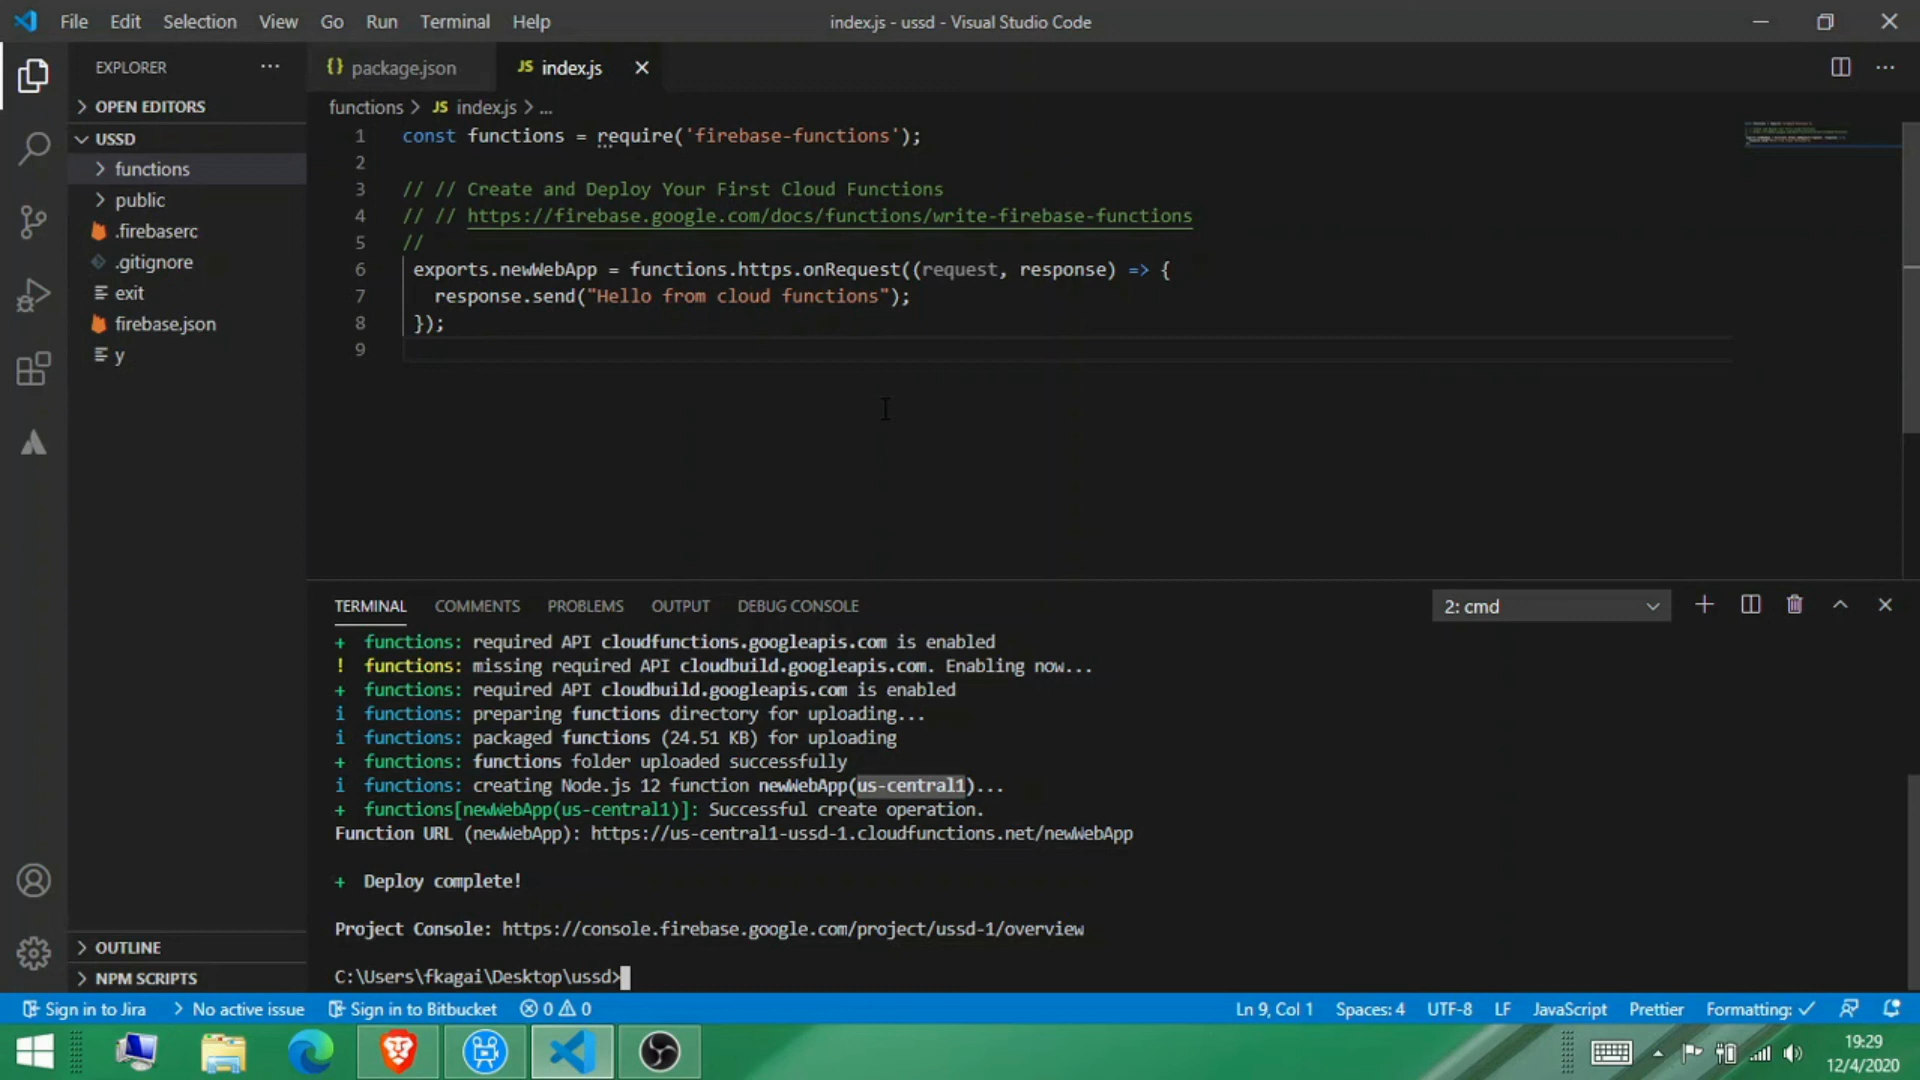 File Edit Selection View Go Run Terminal Help
index.js - ussd - Visual Studio Code
EXPLORER ...
OPEN EDITORS
USSD
functions
public
.firebaserc
.gitignore
exit
firebase.json
y
OUTLINE
NPM SCRIPTS
{} package.json
JS index.js
functions > JS index.js > ...
1 const functions = require('firebase-functions');
2
3 // // Create and Deploy Your First Cloud Functions
4 // // https://firebase.google.com/docs/functions/write-firebase-functions
5 //
6 exports.newWebApp = functions.https.onRequest((request, response) => {
7 response.send("Hello from cloud functions");
8 });
9
TERMINAL COMMENTS PROBLEMS OUTPUT DEBUG CONSOLE
2: cmd
+ functions: required API cloudfunctions.googleapis.com is enabled
! functions: missing required API cloudbuild.googleapis.com. Enabling now...
+ functions: required API cloudbuild.googleapis.com is enabled
i functions: preparing functions directory for uploading...
i functions: packaged functions (24.51 KB) for uploading
+ functions: functions folder uploaded successfully
i functions: creating Node.js 12 function newWebApp(us-central1)...
+ functions[newWebApp(us-central1)]: Successful create operation.
Function URL (newWebApp): https://us-central1-ussd-1.cloudfunctions.net/newWebApp
+ Deploy complete!
Project Console: https://console.firebase.google.com/project/ussd-1/overview
C:\Users\fkagai\Desktop\ussd>
Sign in to Jira > No active issue Sign in to Bitbucket 0 0 Ln 9, Col 1 Spaces: 4 UTF-8 LF JavaScript Prettier Formatting: ✓
19:29
12/4/2020